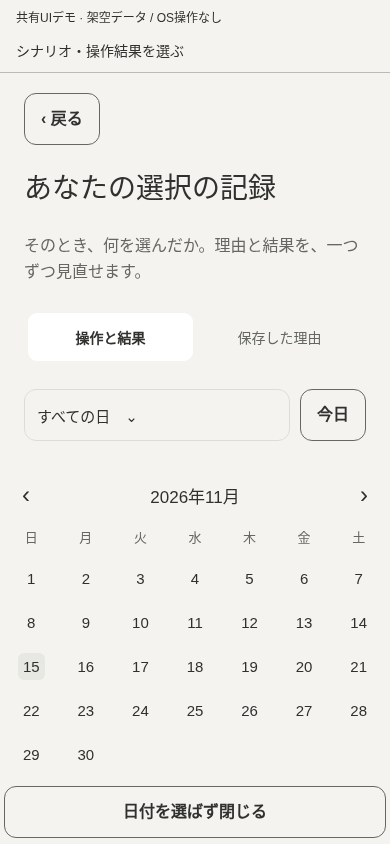 共有UIデモ · 架空データ / OS操作なし
シナリオ・操作結果を選ぶ
‹ 戻る
あなたの選択の記録
そのとき、何を選んだか。理由と結果を、一つ
ずつ見直せます。
操作と結果 保存した理由
すべての日 今日
‹ 2026年11月 ›
日 月 火 水 木 金 土
1 2 3 4 5 6 7
8 9 10 11 12 13 14
15 16 17 18 19 20 21
22 23 24 25 26 27 28
29 30
日付を選ばず閉じる